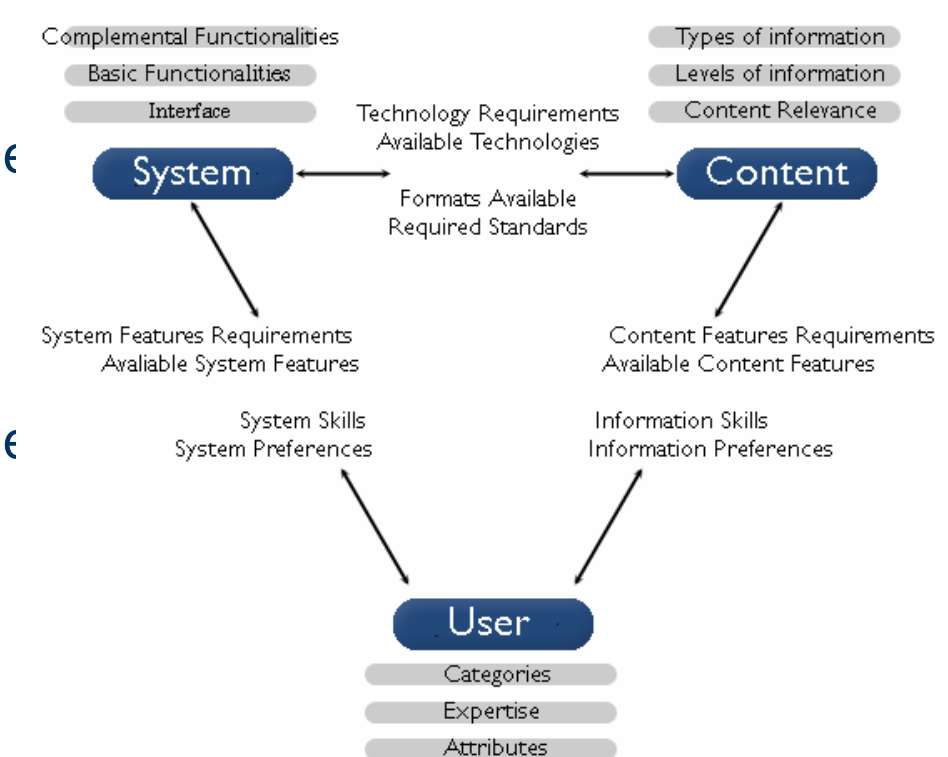 Complemental Functionalities
Basic Functionalities
Interface
Types of information
Levels of information
Content Relevance
Technology Requirements
Available Technologies
System
Content
Formats Available
Required Standards
System Features Requirements
Avaliable System Features
Content Features Requirements
Available Content Features
System Skills
System Preferences
Information Skills
Information Preferences
User
Categories
Expertise
Attributes
e
e